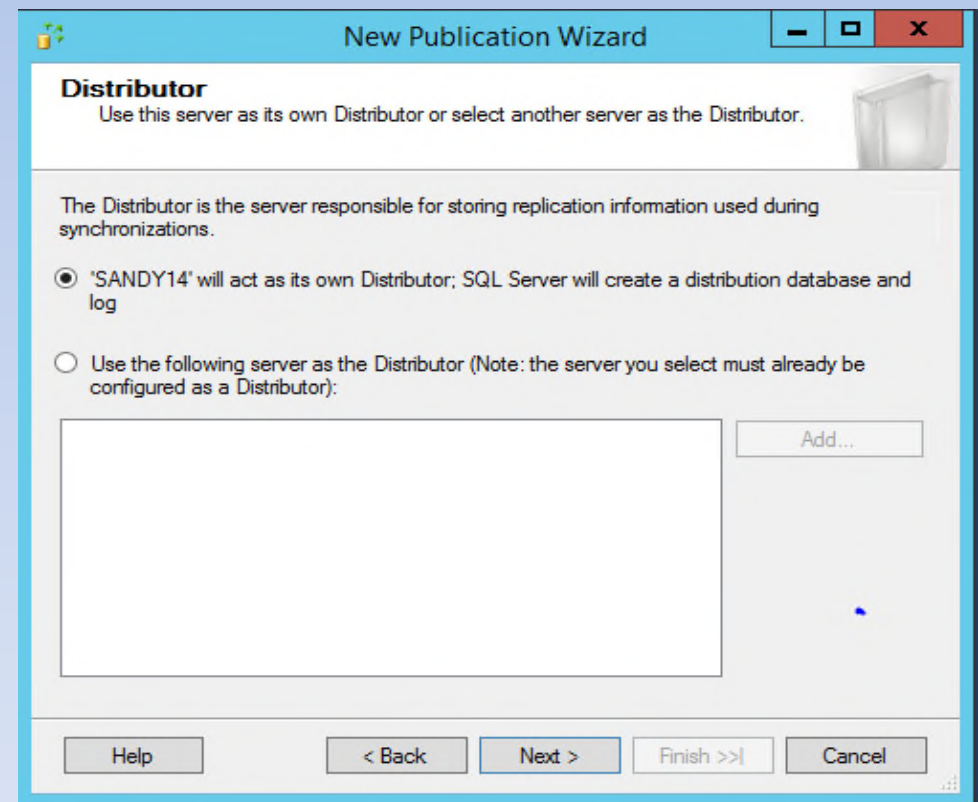 New Publication Wizard
Distributor
Use this server as its own Distributor or select another server as the Distributor.
The Distributor is the server responsible for storing replication information used during
synchronizations.
'SANDY14' will act as its own Distributor; SQL Server will create a distribution database and
log
Use the following server as the Distributor (Note: the server you select must already be
configured as a Distributor):
Add...
Help
< Back
Next >
Finish >>|
Cancel